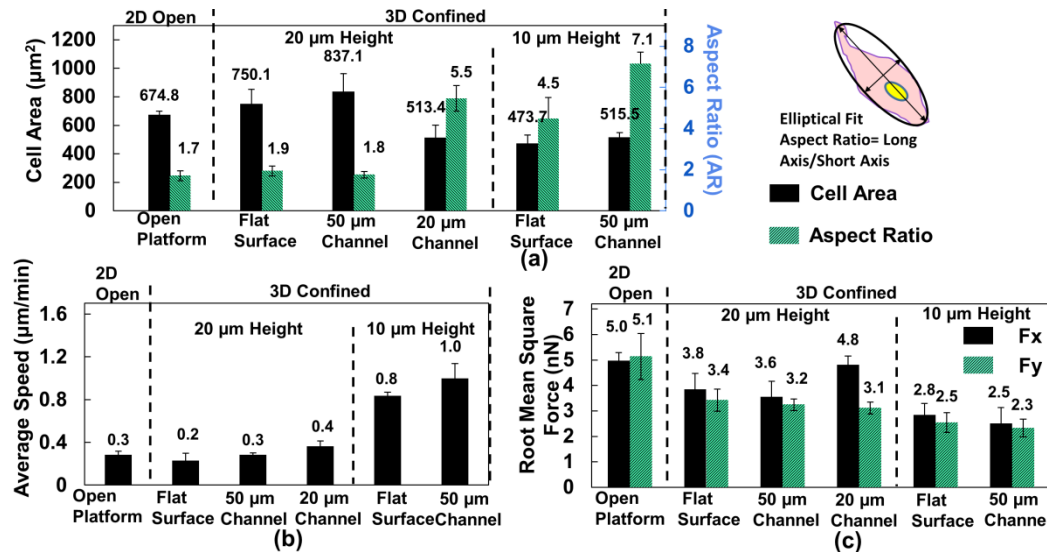 (a)
2D Open
3D Confined
20 µm Height
10 µm Height
Cell Area (µm²)
1200
1000
800
600
400
200
0
674.8
1.7
750.1
1.9
837.1
1.8
513.4
5.5
473.7
4.5
515.5
7.1
8
6
4
2
0
Aspect Ratio (AR)
Open
Platform
Flat
Surface
50 µm
Channel
20 µm
Channel
Flat
Surface
50 µm
Channel
(a)
Elliptical Fit
Aspect Ratio= Long
Axis/Short Axis
Cell Area
Aspect Ratio
2D
Open
3D Confined
20 µm Height
10 µm Height
Average Speed (µm/min)
1.6
1.2
0.8
0.4
0
0.3
0.2
0.3
0.4
0.8
1.0
Open
Platform
Flat
Surface
50 µm
Channel
20 µm
Channel
Flat
Surface
50 µm
Channel
(b)
(c)
2D
Open
3D Confined
20 µm Height
10 µm Height
Root Mean Square
Force (nN)
7
6
5
4
3
2
1
0
5.0
5.1
3.8
3.4
3.6
3.2
4.8
3.1
2.8
2.5
2.5
2.3
Fx
Fy
Open
Platform
Flat
Surface
50 µm
Channel
20 µm
Channel
Flat
Surface
50 µm
Channel
(c)